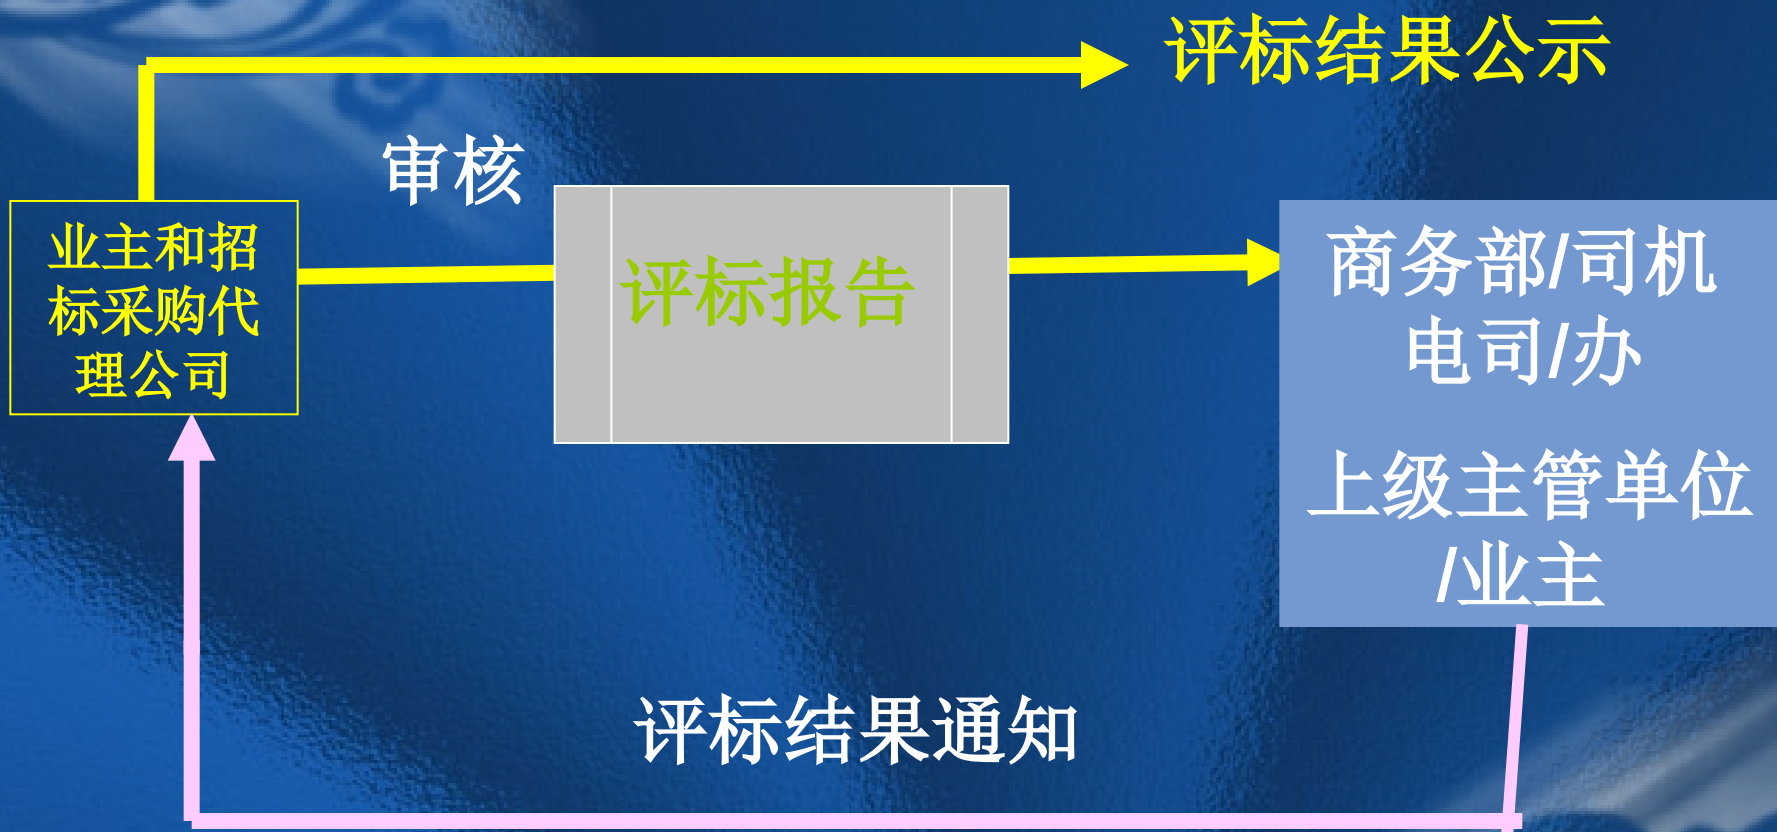 评标结果公示
审核
业主和招
标采购代
理公司
评标报告
商务部/司机
电司/办
上级主管单位
/业主
评标结果通知